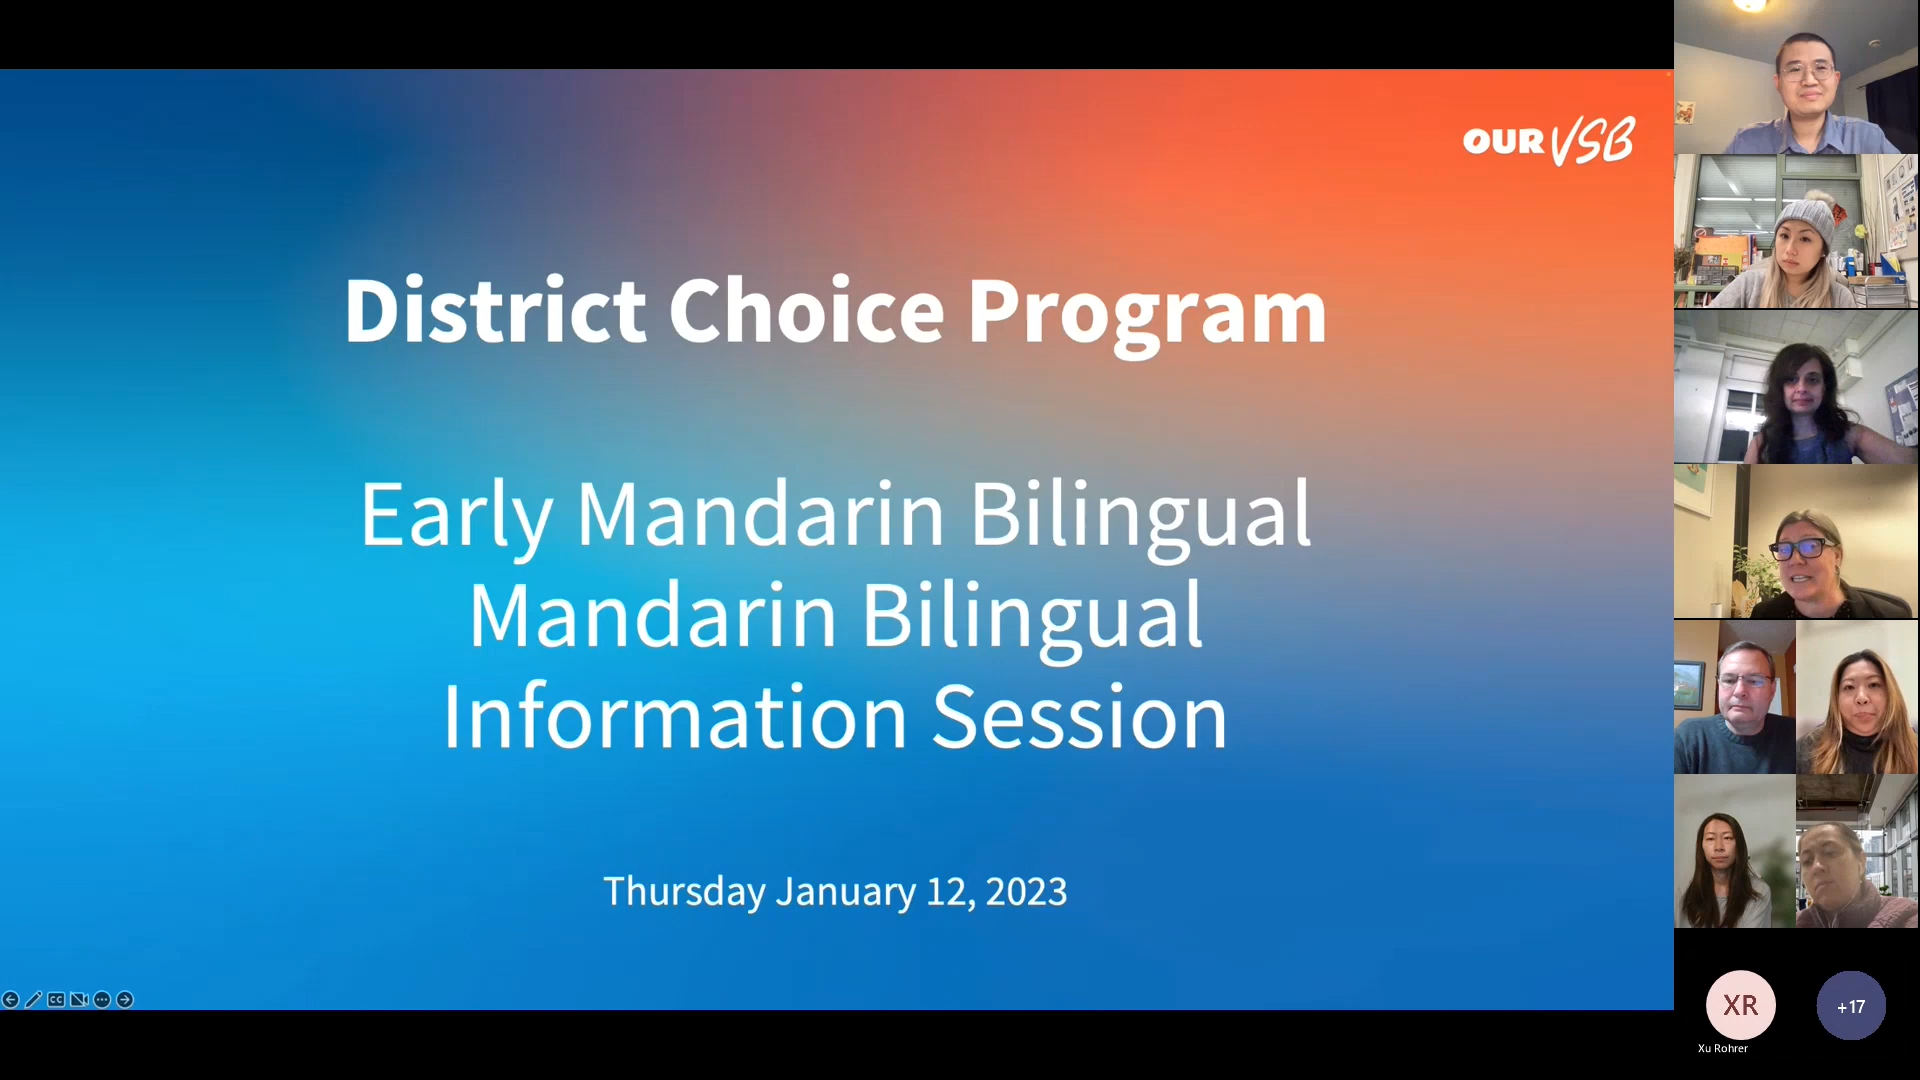 OUR VSB
District Choice Program
Early Mandarin Bilingual
Mandarin Bilingual
Information Session
Thursday January 12, 2023
CC
XR
+17
Xu Rohrer